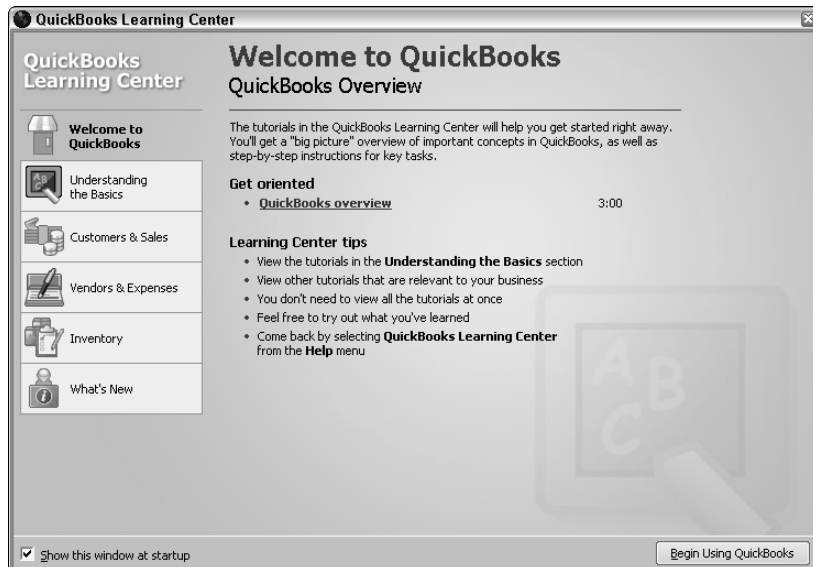 QuickBooks Learning Center
QuickBooks
Learning Center
Welcome to
QuickBooks
Understanding
the Basics
Customers & Sales
Vendors & Expenses
Inventory
What's New
Welcome to QuickBooks
QuickBooks Overview
The tutorials in the QuickBooks Learning Center will help you get started right away.
You'll get a "big picture" overview of important concepts in QuickBooks, as well as
step-by-step instructions for key tasks.
Get oriented
• QuickBooks overview 3:00
Learning Center tips
• View the tutorials in the Understanding the Basics section
• View other tutorials that are relevant to your business
• You don't need to view all the tutorials at once
• Feel free to try out what you've learned
• Come back by selecting QuickBooks Learning Center
from the Help menu
A B
C
Show this window at startup
Begin Using QuickBooks